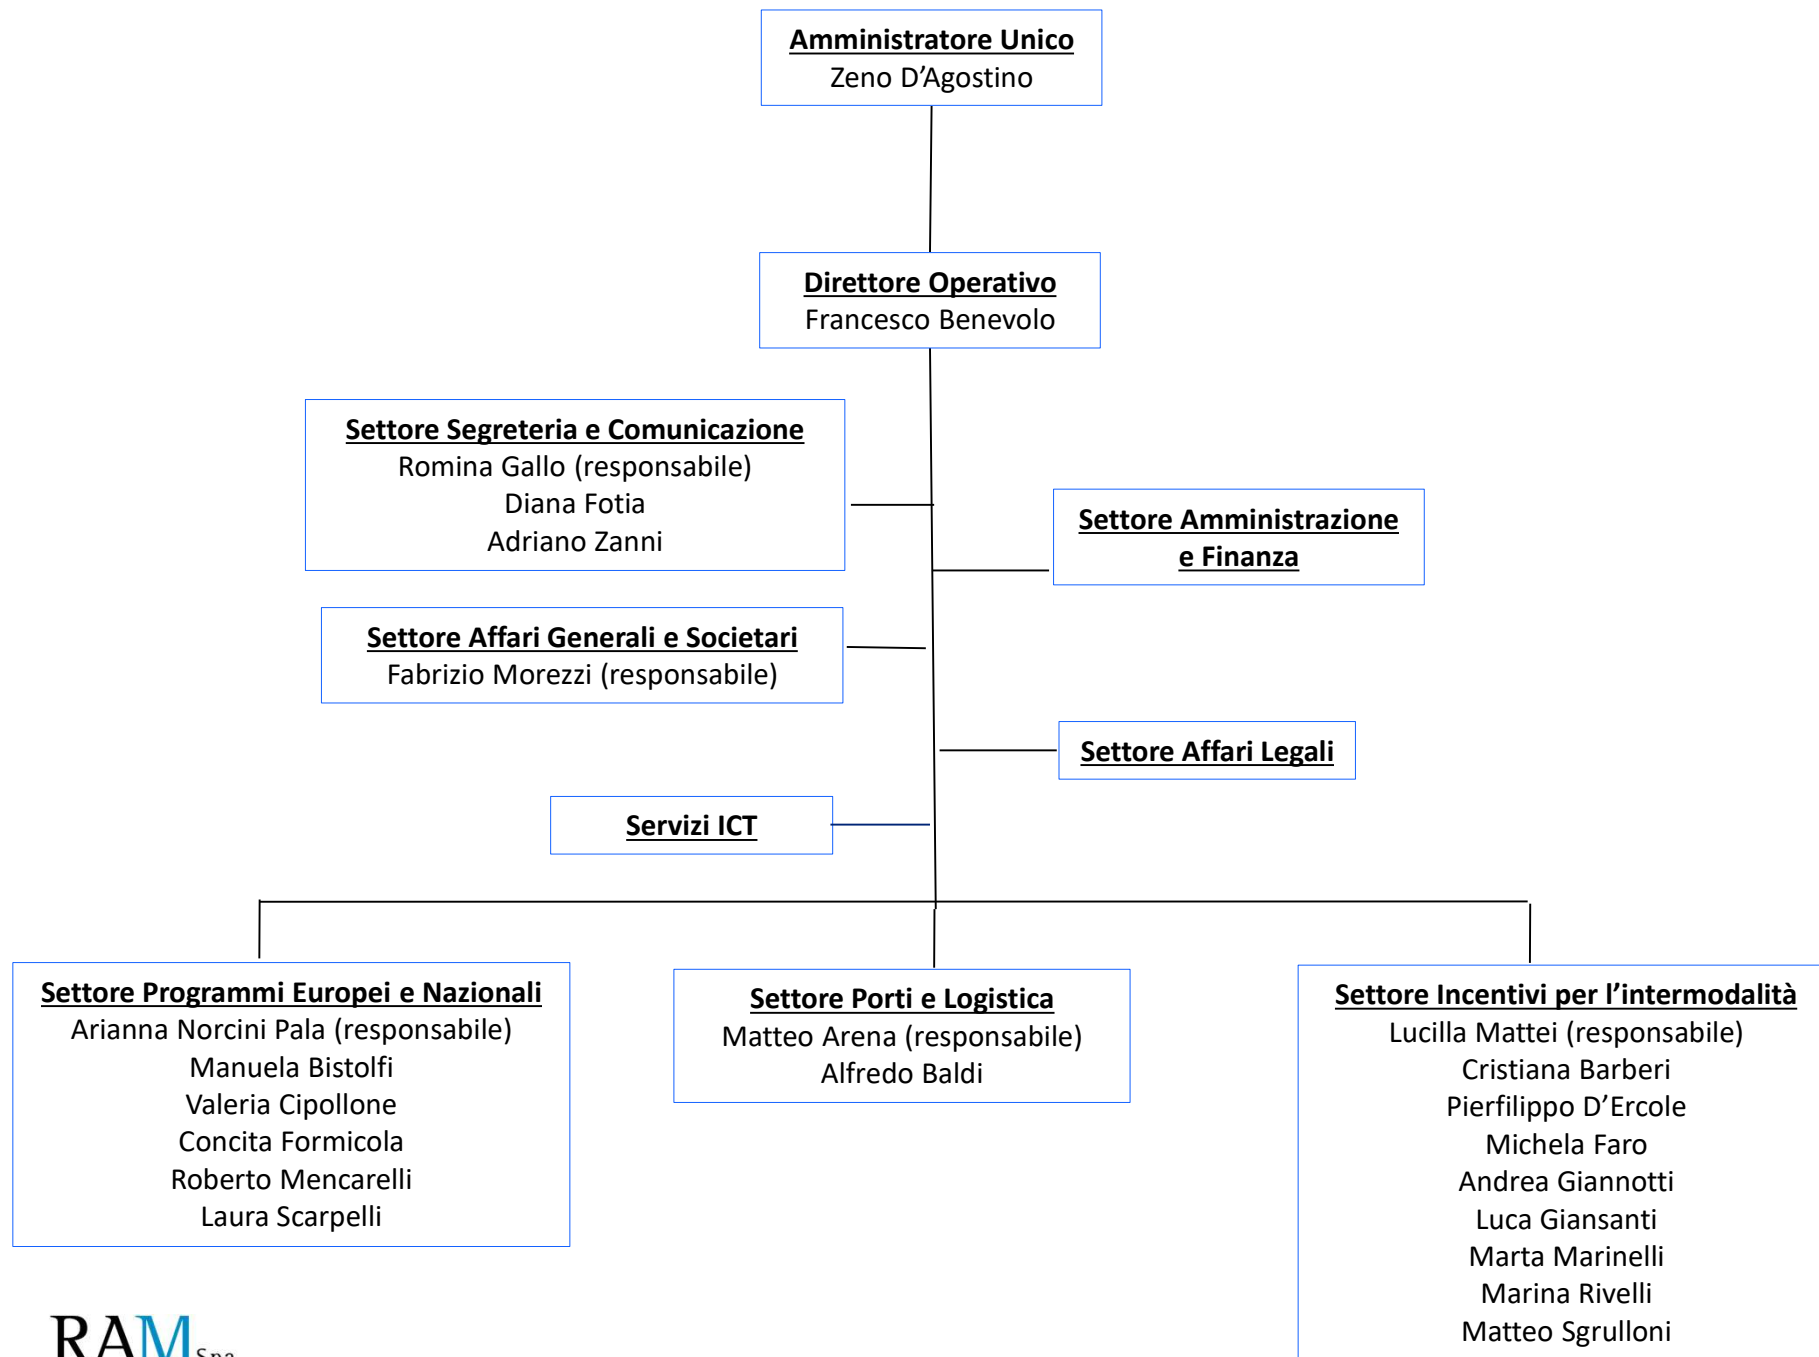 Amministratore Unico
Zeno D’Agostino
Direttore Operativo
Francesco Benevolo
Settore Segreteria e Comunicazione
Romina Gallo (responsabile)
Diana Fotia
Adriano Zanni
Settore Amministrazione
e Finanza
Settore Affari Generali e Societari
Fabrizio Morezzi (responsabile)
Settore Affari Legali
Servizi ICT
Settore Programmi Europei e Nazionali
Arianna Norcini Pala (responsabile)
Manuela Bistolfi
Valeria Cipollone
Concita Formicola
Roberto Mencarelli
Laura Scarpelli
Settore Porti e Logistica
Matteo Arena (responsabile)
Alfredo Baldi
Settore Incentivi per l’intermodalità
Lucilla Mattei (responsabile)
Cristiana Barberi
Pierfilippo D’Ercole
Michela Faro
Andrea Giannotti
Luca Giansanti
Marta Marinelli
Marina Rivelli
Matteo Sgrulloni
RAM Spa